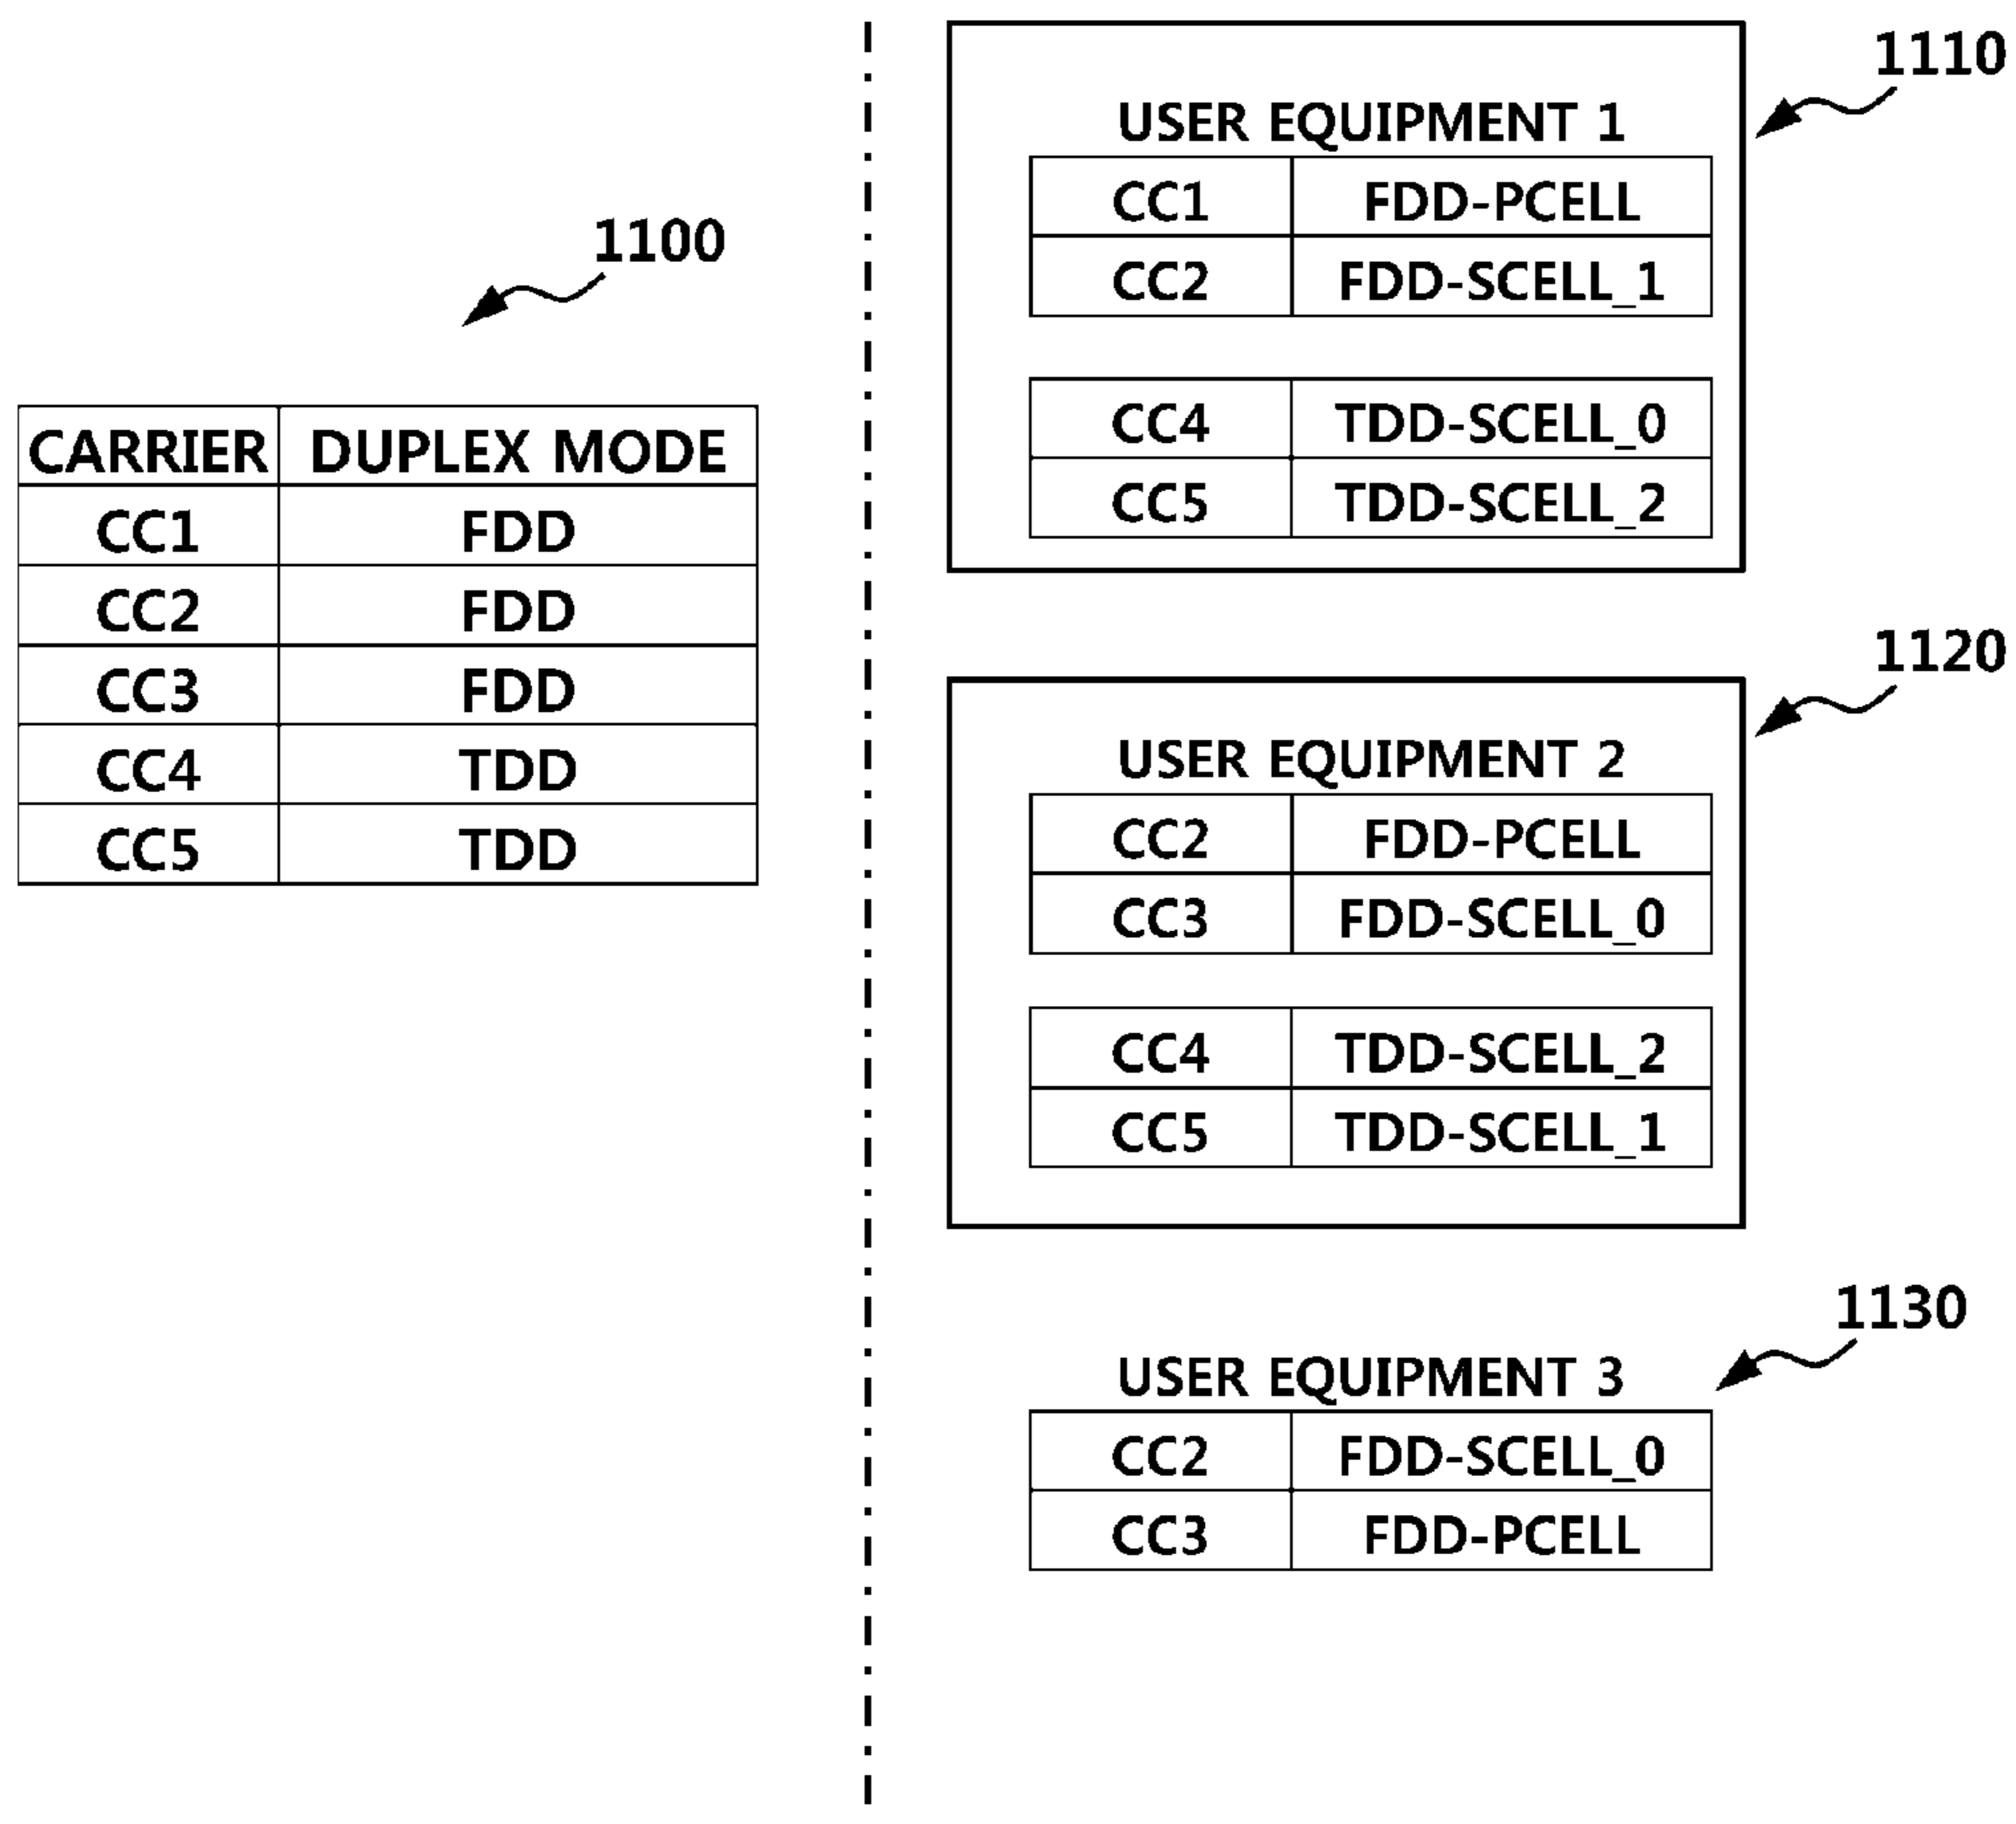 1100
CARRIER DUPLEX MODE
CC1 FDD
CC2 FDD
CC3 FDD
CC4 TDD
CC5 TDD
1110
USER EQUIPMENT 1
CC1 FDD-PCELL
CC2 FDD-SCELL_1
CC4 TDD-SCELL_0
CC5 TDD-SCELL_2
1120
USER EQUIPMENT 2
CC2 FDD-PCELL
CC3 FDD-SCELL_0
CC4 TDD-SCELL_2
CC5 TDD-SCELL_1
1130
USER EQUIPMENT 3
CC2 FDD-SCELL_0
CC3 FDD-PCELL